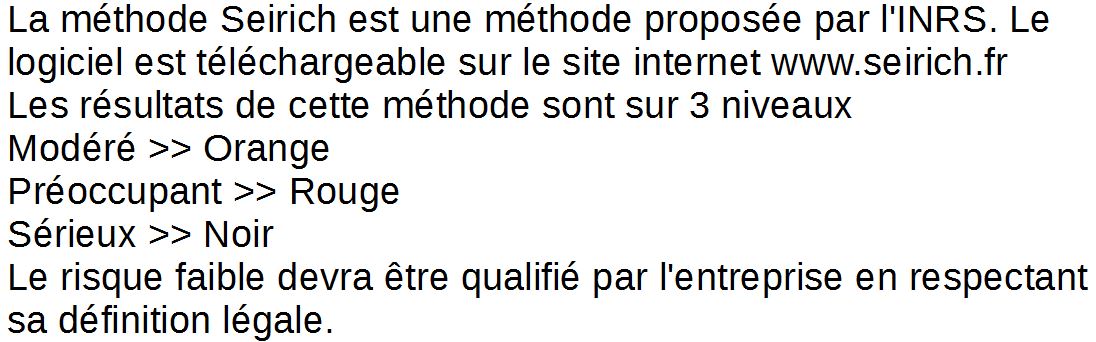 La méthode Seirich est une méthode proposée par l'INRS. Le
logiciel est téléchargeable sur le site internet www.seirich.fr
Les résultats de cette méthode sont sur 3 niveaux
Modéré >> Orange
Préoccupant >> Rouge
Sérieux >> Noir
Le risque faible devra être qualifié par l'entreprise en respectant
sa définition légale.